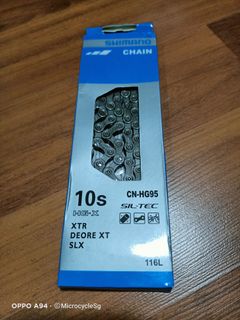 SHIMANO
CHAIN
10s
CN-HG95
HG-X
SIL-TEC
XTR
DEORE XT
SLX
116L
OPPO A94 · ©MicrocycleSg